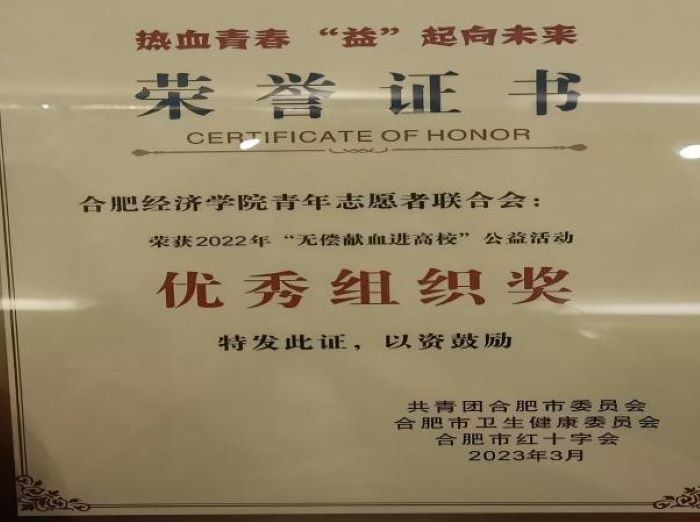 热血青春 “益” 起向未来
荣誉证书
CERTIFICATE OF HONOR
合肥经济学院青年志愿者联合会：
荣获2022年“无偿献血进高校”公益活动
优秀组织奖
特发此证，以资鼓励
共青团合肥市委员会
合肥市卫生健康委员会
合肥市红十字会
2023年3月